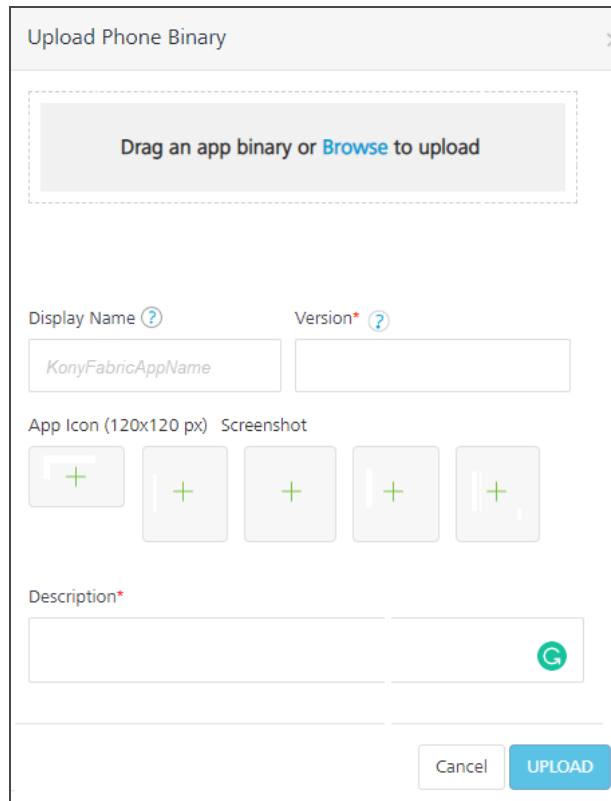 Upload Phone Binary
Drag an app binary or Browse to upload
Display Name ? Version* ?
KonyFabricAppName
App Icon (120x120 px) Screenshot
Description*
Cancel UPLOAD